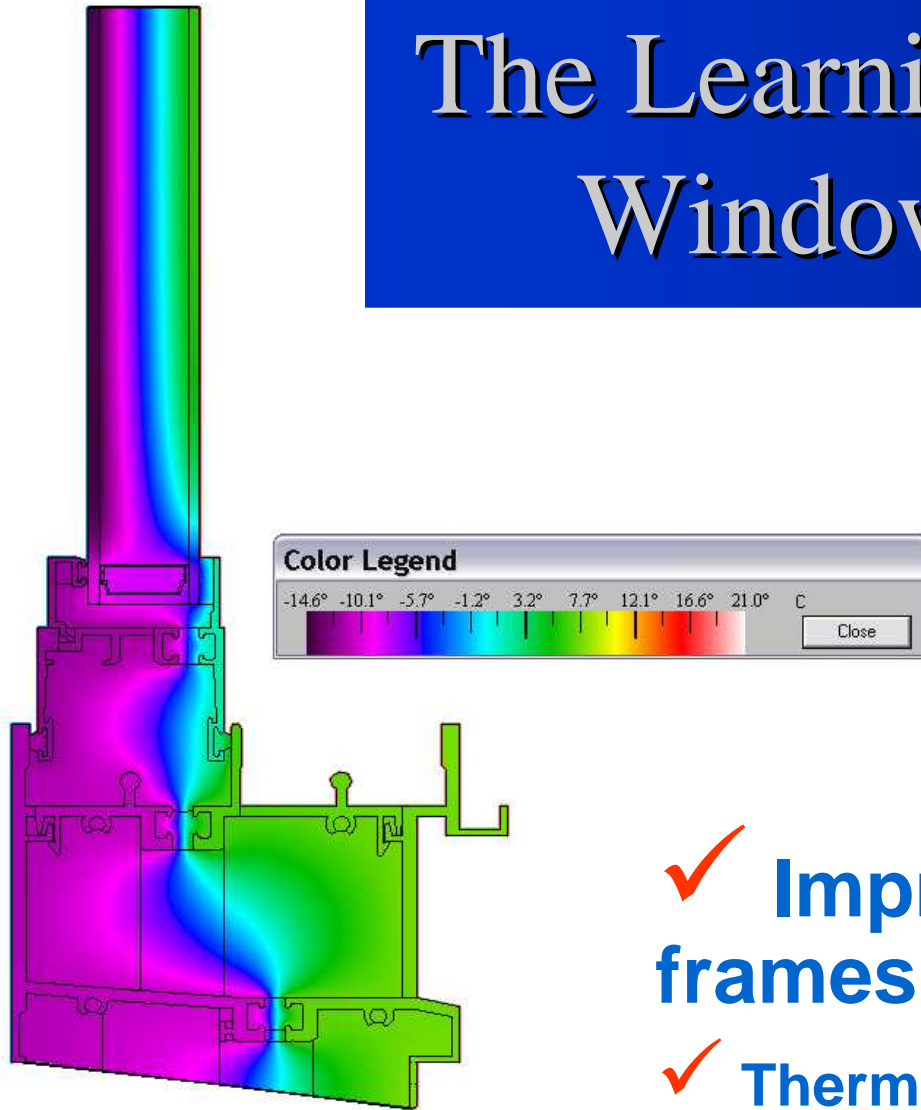 The Learni
Window
Color Legend
-14.6° -10.1° -5.7° -1.2° 3.2° 7.7° 12.1° 16.6° 21.0° C
Close
✓ Impr
frames
✓ Therm